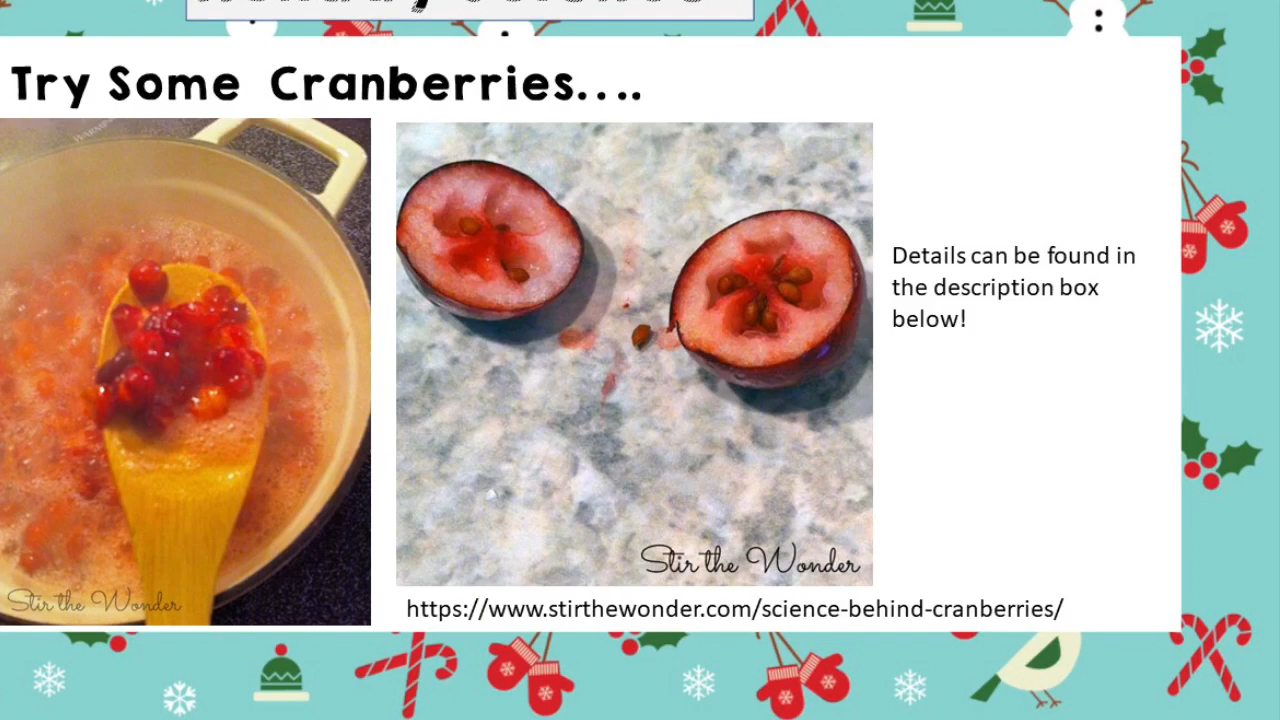 Try Some Cranberries....
Details can be found in
the description box
below!
Stir the Wonder
Stir the Wonder
https://www.stirthewonder.com/science-behind-cranberries/